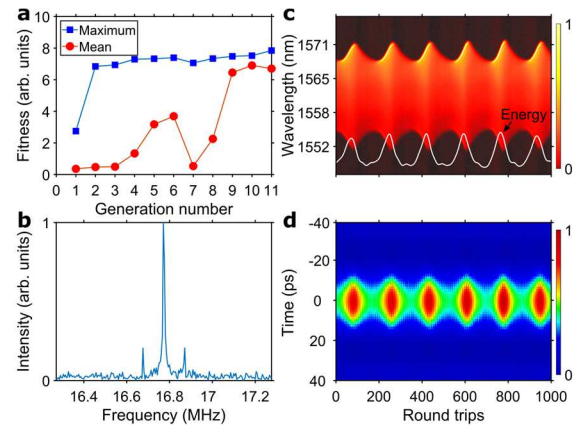 a
Maximum
Mean
Fitness (arb. units)
10
8
6
4
2
0
0 1 2 3 4 5 6 7 8 9 10 11
Generation number
b
Intensity (arb. units)
1
0
16.4 16.6 16.8 17 17.2
Frequency (MHz)
c
Wavelength (nm)
1571
1565
1558
1552
Energy
1
0
d
Time (ps)
-40
-20
0
20
40
0 200 400 600 800 1000
Round trips
1
0